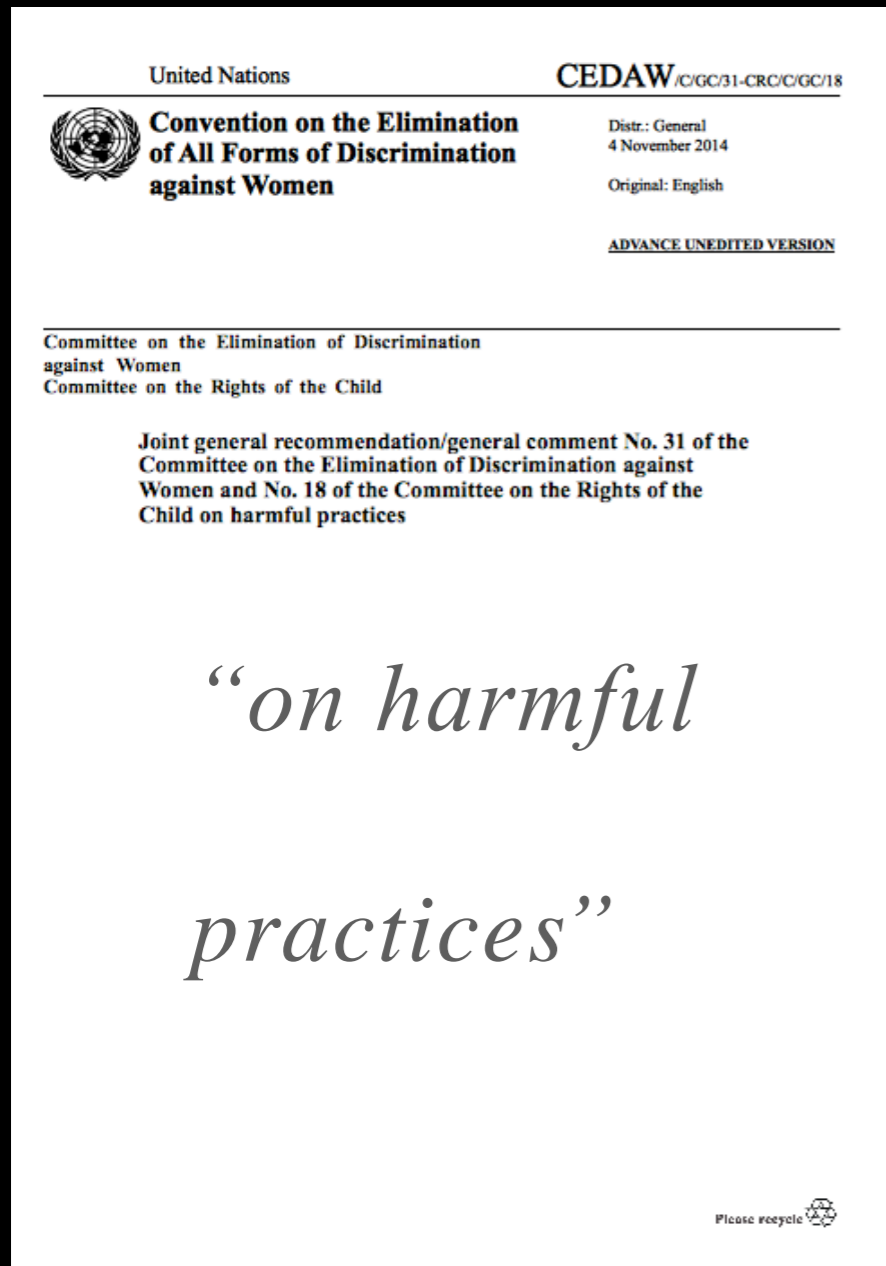 United Nations
CEDAW/C/GC/31-CRC/C/GC/18
Convention on the Elimination
of All Forms of Discrimination
against Women
Distr.: General
4 November 2014
Original: English
ADVANCE UNEDITED VERSION
Committee on the Elimination of Discrimination
against Women
Committee on the Rights of the Child
Joint general recommendation/general comment No. 31 of the
Committee on the Elimination of Discrimination against
Women and No. 18 of the Committee on the Rights of the
Child on harmful practices
“on harmful
practices”
Please recycle